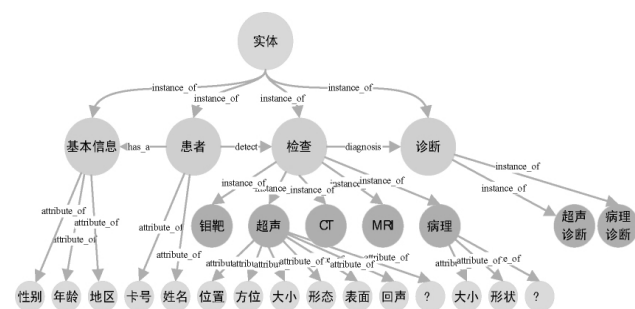 实体
instance_of
instance_of
instance_of
instance_of
基本信息
has_a
患者
detect
检查
diagnosis
诊断
instance_of
instance_of
instance_of
instance_of
instance_of
attribute_of
attribute_of
attribute_of
attribute_of
attribute_of
钼靶
超声
CT
MRI
病理
超声
诊断
病理
诊断
attribute_of
attribute_of
性别
年龄
地区
卡号
姓名
位置
方位
大小
形态
表面
回声
?
大小
形状
?